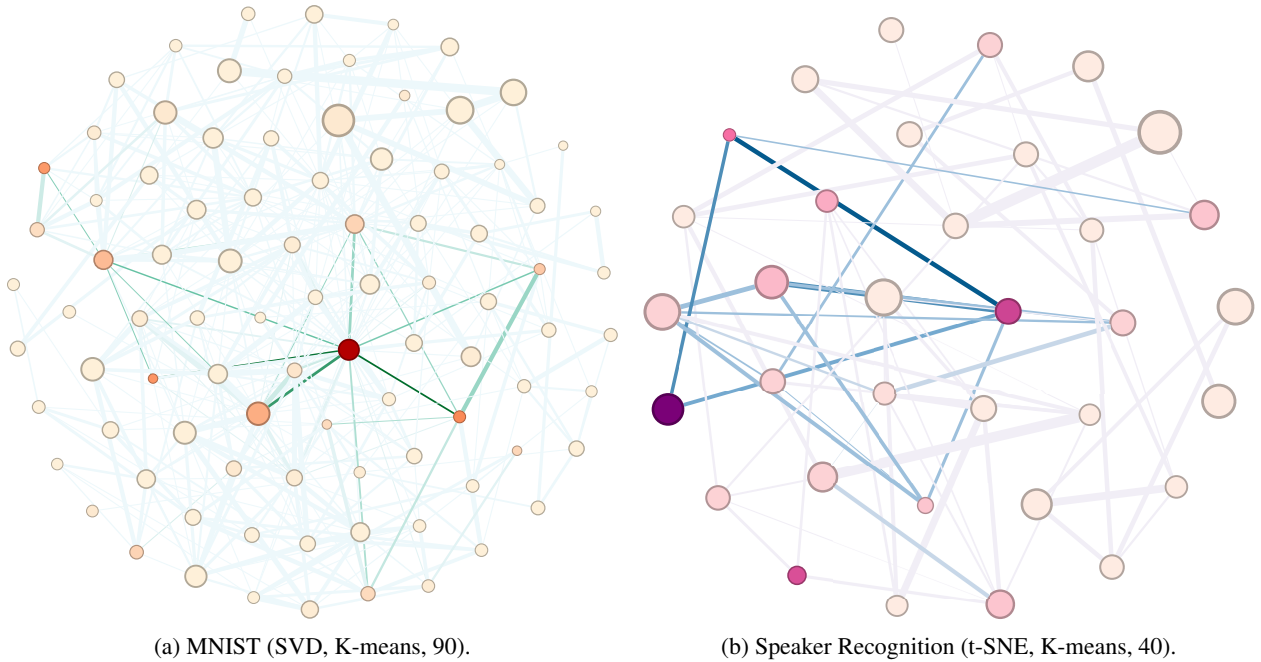 (a) MNIST (SVD, K-means, 90).
(b) Speaker Recognition (t-SNE, K-means, 40).